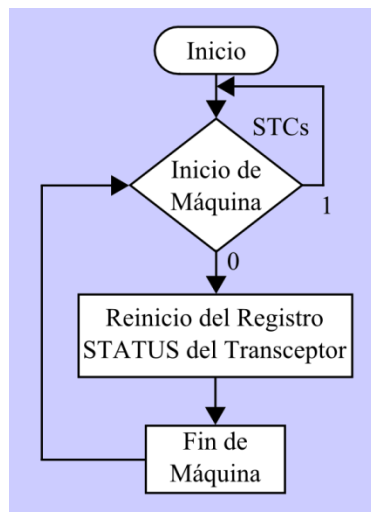 Inicio
STCs
Inicio de
Máquina
1
0
Reinicio del Registro
STATUS del Transceptor
Fin de
Máquina